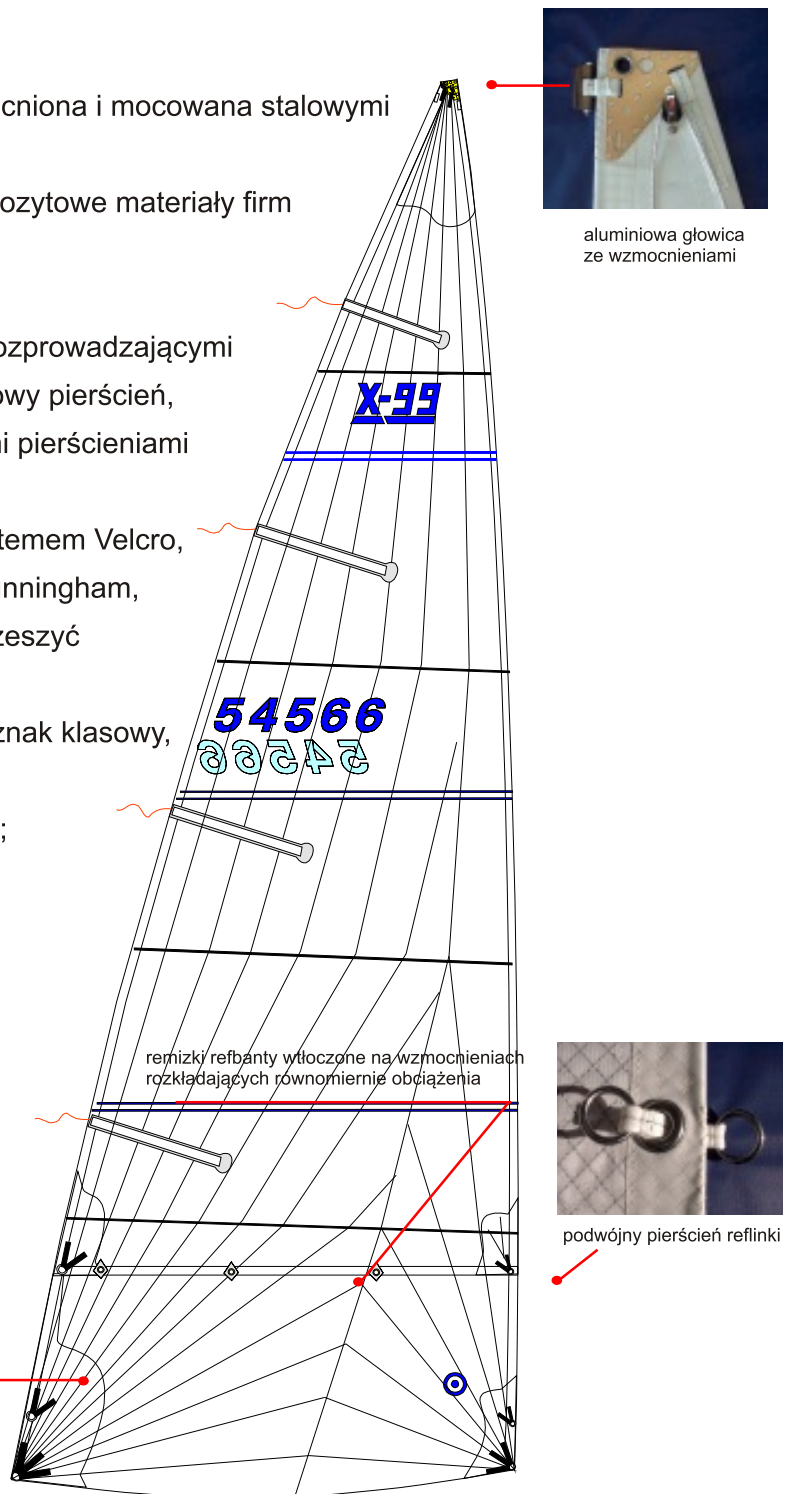 cniona i mocowana stalowymi
ozytowe materiały firm
aluminiowa głowica
ze wzmocnieniami
ozprowadzającymi
owy pierścień,
i pierścieniami
X-99
temem Velcro,
nningham,
zeszyć
54566
znak klasowy,
54566
;
remizki refbanty wtłoczone na wzmocnieniach
rozkładających równomiernie obciążenia
podwójny pierścień reflinki